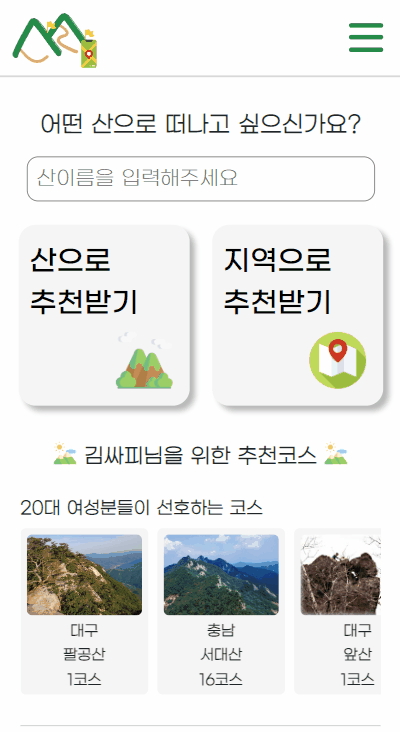 어떤 산으로 떠나고 싶으신가요?
산이름을 입력해주세요
산으로
추천받기
지역으로
추천받기
김싸피님을 위한 추천코스
20대 여성분들이 선호하는 코스
대구
팔공산
1코스
충남
서대산
16코스
대구
앞산
1코스